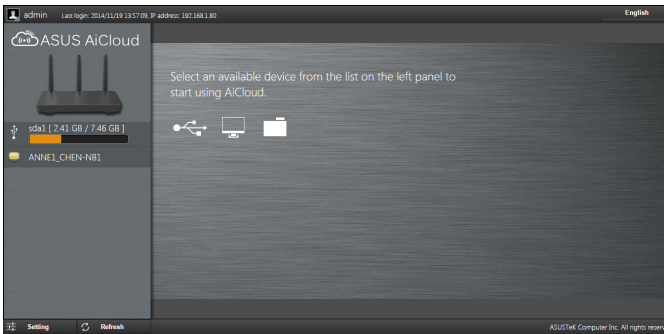 admin Last login: 2014/11/19 13:57:09, IP address: 192.168.1.80
English
ASUS AiCloud
Select an available device from the list on the left panel to
start using AiCloud.
sda1 [ 2.41 GB / 7.46 GB ]
ANNE1_CHEN-NB1
Setting
Refresh
ASUSTeK Computer Inc. All rights reserv